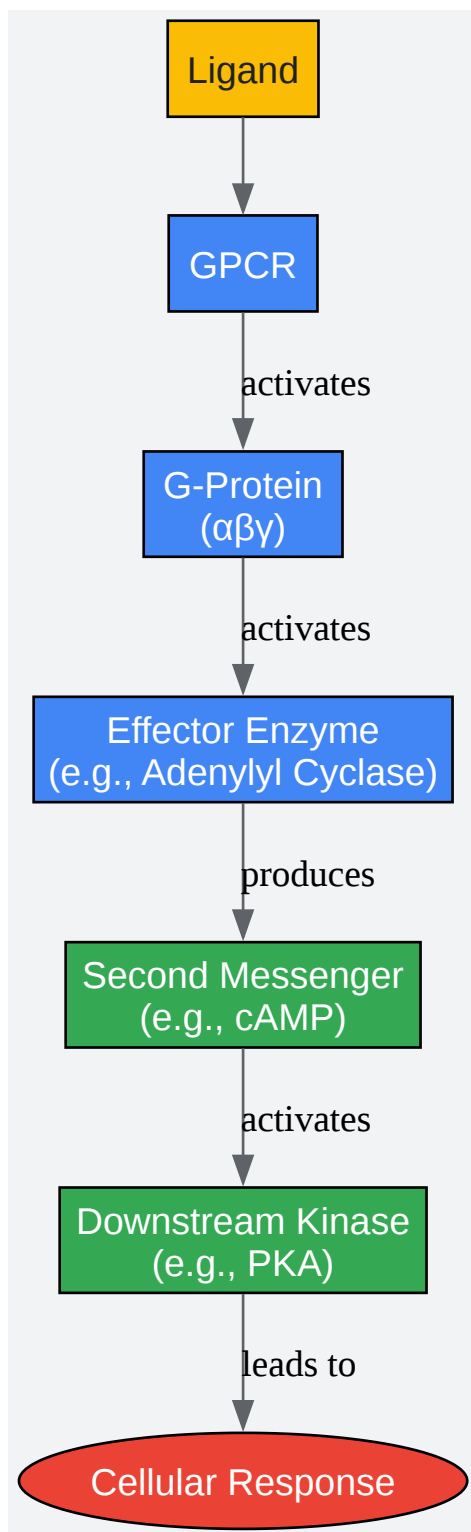 Ligand
GPCR
activates
G-Protein
(αβγ)
activates
Effector Enzyme
(e.g., Adenylyl Cyclase)
produces
Second Messenger
(e.g., cAMP)
activates
Downstream Kinase
(e.g., PKA)
leads to
Cellular Response